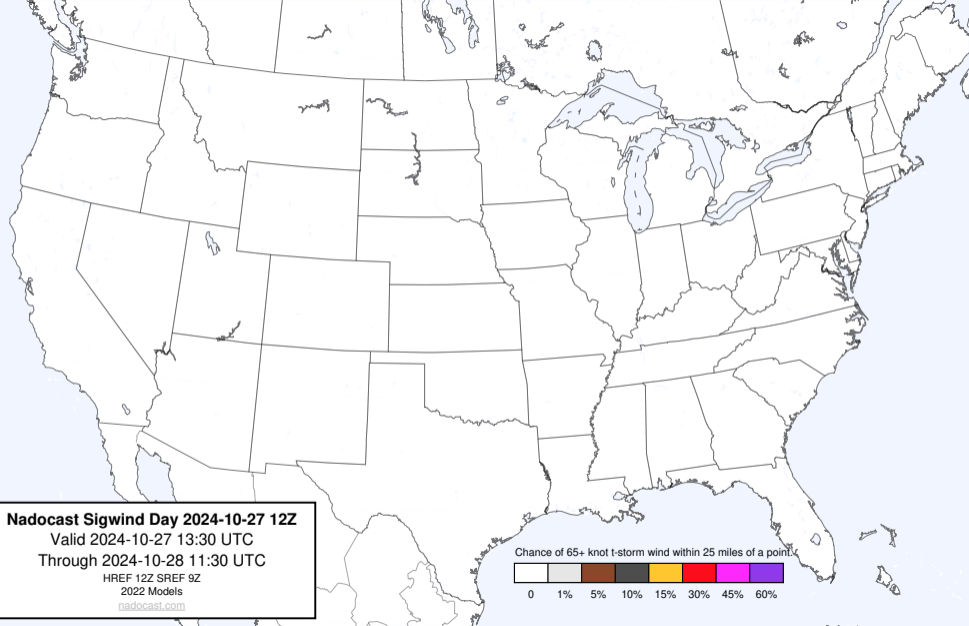 Nadocast Sigwind Day 2024-10-27 12Z
Valid 2024-10-27 13:30 UTC
Through 2024-10-28 11:30 UTC
HREF 12Z SREF 9Z
2022 Models
nadocast.com
Chance of 65+ knot t-storm wind within 25 miles of a point.
0 1% 5% 10% 15% 30% 45% 60%